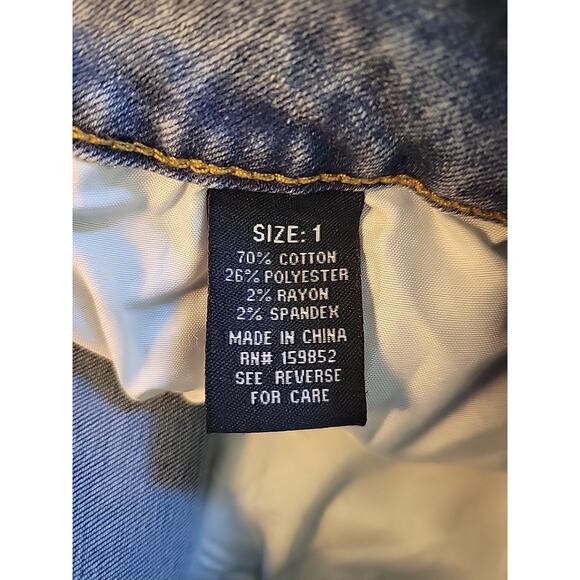 SIZE: 1
70% COTTON
26% POLYESTER
2% RAYON
2% SPANDEX
MADE IN CHINA
RN# 159852
SEE REVERSE
FOR CARE